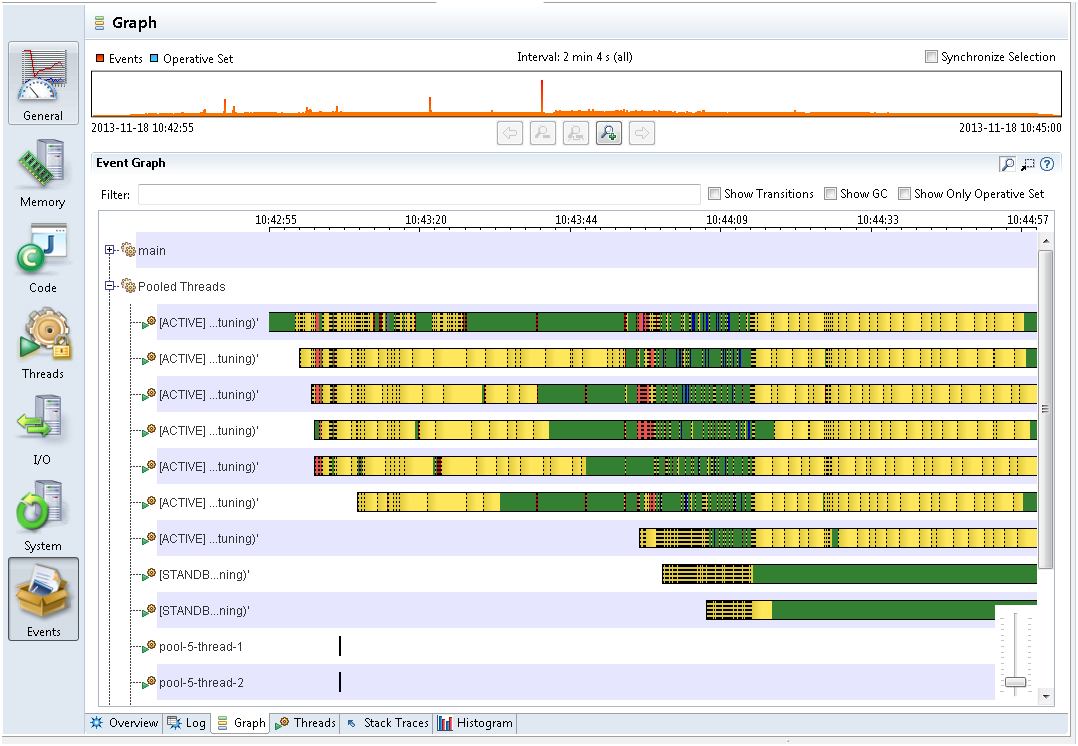 Graph
Events Operative Set Interval: 2 min 4 s (all) Synchronize Selection
2013-11-18 10:42:55 2013-11-18 10:45:00
Event Graph
Filter: Show Transitions Show GC Show Only Operative Set
10:42:55 10:43:20 10:43:44 10:44:09 10:44:33 10:44:57
main
Pooled Threads
[ACTIVE] ...tuning)'
[ACTIVE] ...tuning)'
[ACTIVE] ...tuning)'
[ACTIVE] ...tuning)'
[ACTIVE] ...tuning)'
[ACTIVE] ...tuning)'
[ACTIVE] ...tuning)'
[STANDB...ning)'
[STANDB...ning)'
pool-5-thread-1
pool-5-thread-2
General
Memory
J
C
Code
Threads
I/O
System
Events
Overview Log Graph Threads Stack Traces Histogram